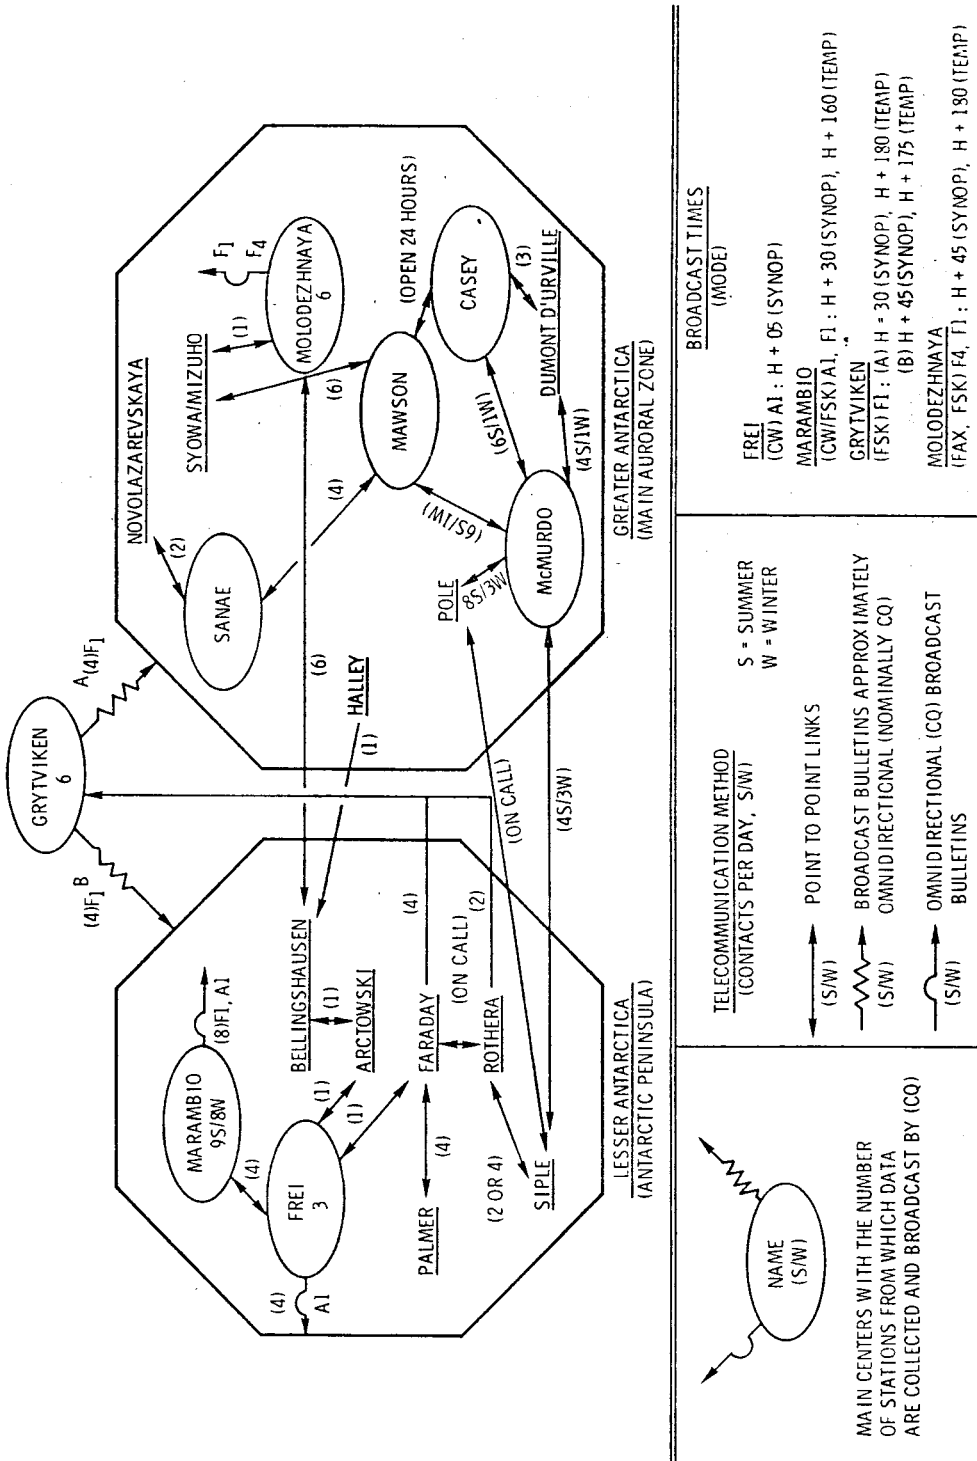 GRYTVIKEN
6
(4)F1 B
A(4)F1
MARAMBIO
9S/8W
(8)F1, A1
(4)
FREI
3
(4)
A1
(1)
(1)
BELLINGSHAUSEN
(1)
ARCTOWSKI
FARADAY
(ON CALL)
ROTHERA
(4)
(2)
PALMER
(4)
(2 OR 4)
SIPLE
LESSER ANTARCTICA
(ANTARCTIC PENINSULA)
HALLEY
(1)
(6)
(ON CALL)
(4S/3W)
NOVOLAZAREVSKAYA
(2)
SANAE
SYOWA/MIZUHO
(1)
F1
F4
MOLODEZHNAYA
6
(6)
(4)
MAWSON
(OPEN 24 HOURS)
CASEY
(3)
DUMONT D'URVILLE
(6S/1W)
(6S/1W)
(4S/1W)
POLE
8S/3W
McMURDO
GREATER ANTARCTICA
(MAIN AURORAL ZONE)
NAME
(S/W)
MAIN CENTERS WITH THE NUMBER
OF STATIONS FROM WHICH DATA
ARE COLLECTED AND BROADCAST BY (CQ)
TELECOMMUNICATION METHOD
(CONTACTS PER DAY, S/W)
S = SUMMER
W = WINTER
(S/W)
POINT TO POINT LINKS
(S/W)
BROADCAST BULLETINS APPROXIMATELY
OMNIDIRECTIONAL (NOMINALLY CQ)
(S/W)
OMNIDIRECTIONAL (CQ) BROADCAST
BULLETINS
BROADCAST TIMES
(MODE)
FREI
(CW) A1 : H + 05 (SYNOP)
MARAMBIO
(CW/FSK) A1, F1 : H + 30 (SYNOP), H + 160 (TEMP)
GRYTVIKEN
(FSK) F1 : (A) H = 30 (SYNOP), H + 180 (TEMP)
(B) H + 45 (SYNOP), H + 175 (TEMP)
MOLODEZHNAYA
(FAX, FSK) F4, F1 : H + 45 (SYNOP), H + 180 (TEMP)